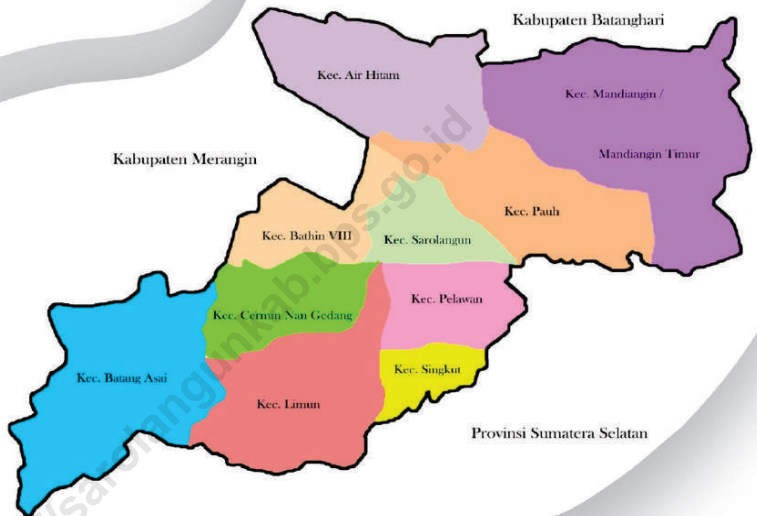 Kabupaten Batanghari
Kec. Air Hitam
Kec. Mandiangin /
Mandiangin Timur
Kabupaten Merangin
Kec. Pauh
Kec. Bathin VIII
Kec. Sarolangun
Kec. Pelawan
Kec. Cermin Nan Gedang
Kec. Singkut
Kec. Batang Asai
Kec. Limun
Provinsi Sumatera Selatan
/sarolangunkab.bps.go.id